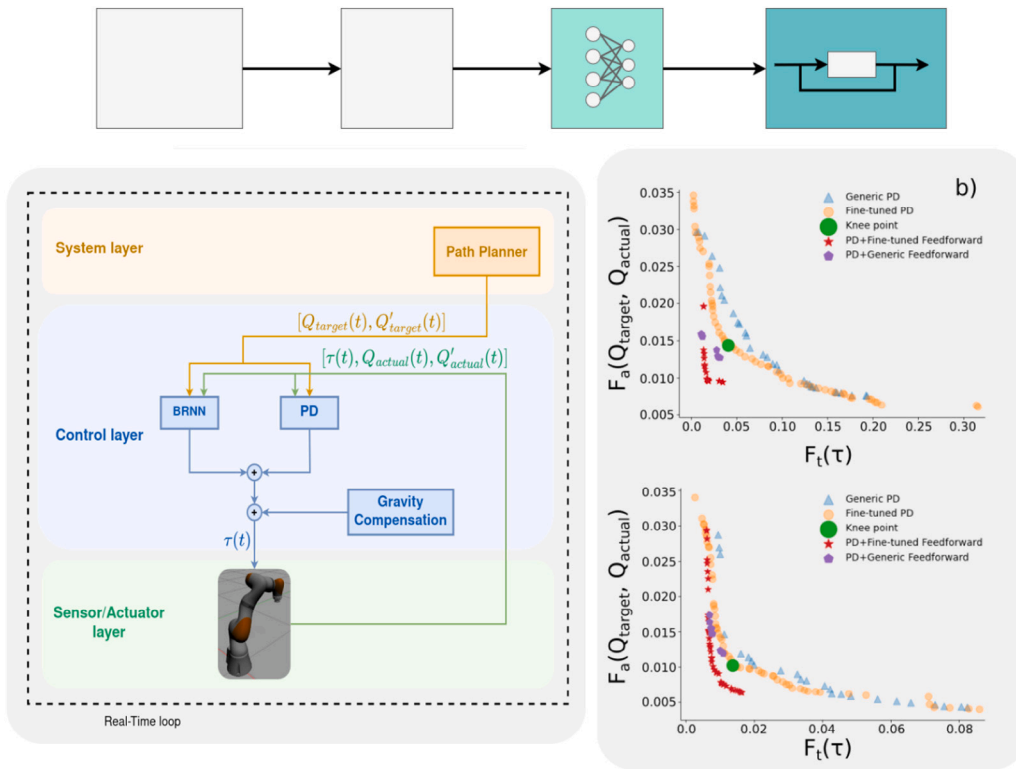 System layer
Path Planner
[Q_target(t), Q'_target(t)]
[τ(t), Q_actual(t), Q'_actual(t)]
BRNN
PD
Control layer
+
+
Gravity
Compensation
τ(t)
Sensor/Actuator
layer
Real-Time loop
b)
F_a(Q_target, Q_actual)
0.035
0.030
0.025
0.020
0.015
0.010
0.005
Generic PD
Fine-tuned PD
Knee point
PD+Fine-tuned Feedforward
PD+Generic Feedforward
0.0 0.05 0.10 0.15 0.20 0.25 0.30
F_t(τ)
F_a(Q_target, Q_actual)
0.035
0.030
0.025
0.020
0.015
0.010
0.005
Generic PD
Fine-tuned PD
Knee point
PD+Fine-tuned Feedforward
PD+Generic Feedforward
0.0 0.02 0.04 0.06 0.08
F_t(τ)